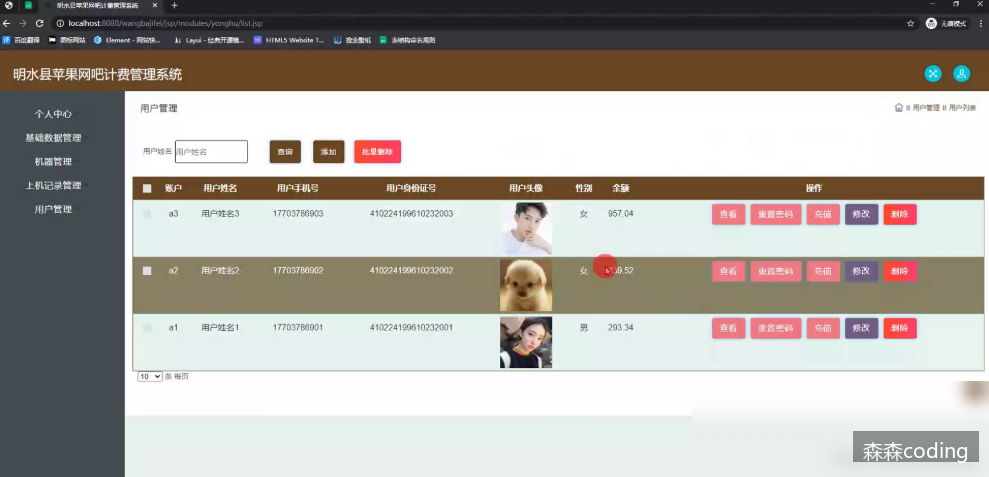 明水县苹果网吧计费管理系统
localhost:8080/wangbajifei/jsp/modules/yonghu/list.jsp
无痕模式
百度翻译 图标网站 Element - 网站快... Layui - 经典开源模... HTML5 Website T... 搜索壁纸 表结构命名规则
明水县苹果网吧计费管理系统
个人中心
基础数据管理
机器管理
上机记录管理
用户管理
用户管理
用户管理 用户列表
用户姓名 用户姓名 查询 添加 批量删除
账户 用户姓名 用户手机号 用户身份证号 用户头像 性别 余额 操作
a3 用户姓名3 17703786903 410224199610232003 女 957.04 查看 重置密码 充值 修改 删除
a2 用户姓名2 17703786902 410224199610232002 女 查看 重置密码 充值 修改 删除
a1 用户姓名1 17703786901 410224199610232001 男 293.34 查看 重置密码 充值 修改 删除
10 条 每页
森森coding